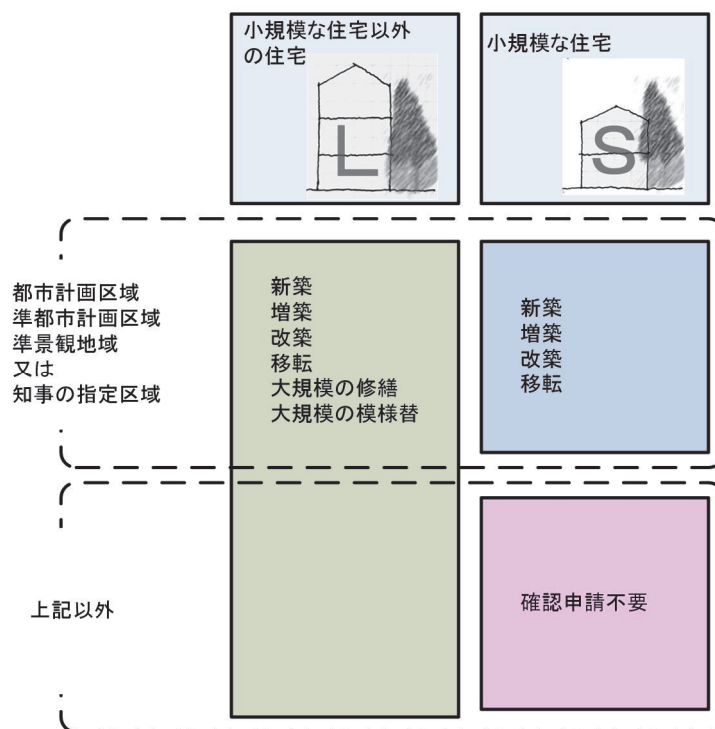 小規模な住宅以外
の住宅
L
小規模な住宅
S
都市計画区域
準都市計画区域
準景観地域
又は
知事の指定区域
新築
増築
改築
移転
大規模の修繕
大規模の模様替
新築
増築
改築
移転
上記以外
確認申請不要